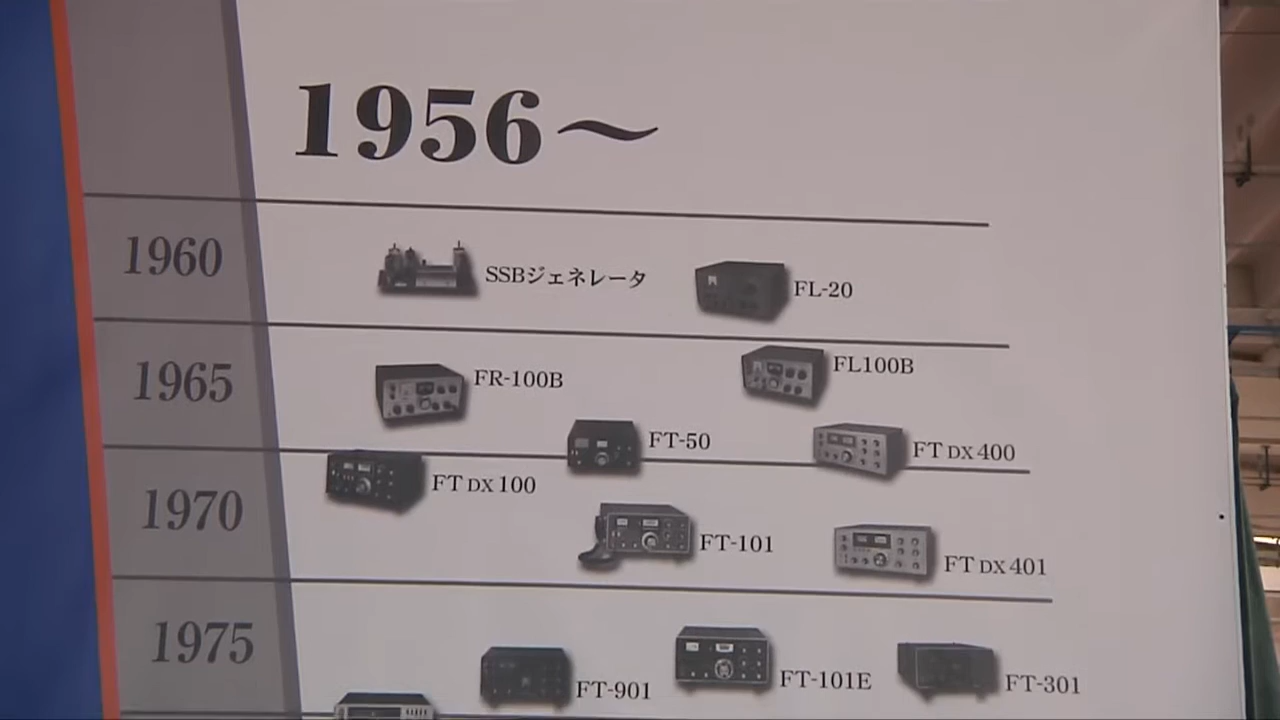 1956～
1960
SSBジェネレータ
FL-20
1965
FR-100B
FL100B
FT-50
FT DX 400
FT DX 100
1970
FT-101
FT DX 401
1975
FT-901
FT-101E
FT-301